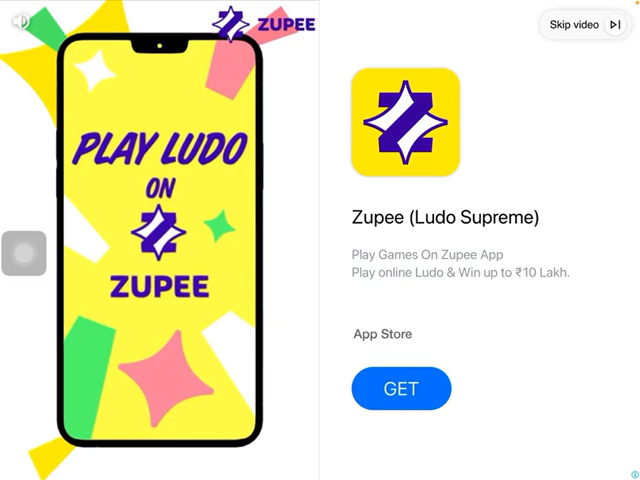 ZUPEE
PLAY LUDO
ON
ZUPEE
Skip video
Zupee (Ludo Supreme)
Play Games On Zupee App
Play online Ludo & Win up to ₹10 Lakh.
App Store
GET